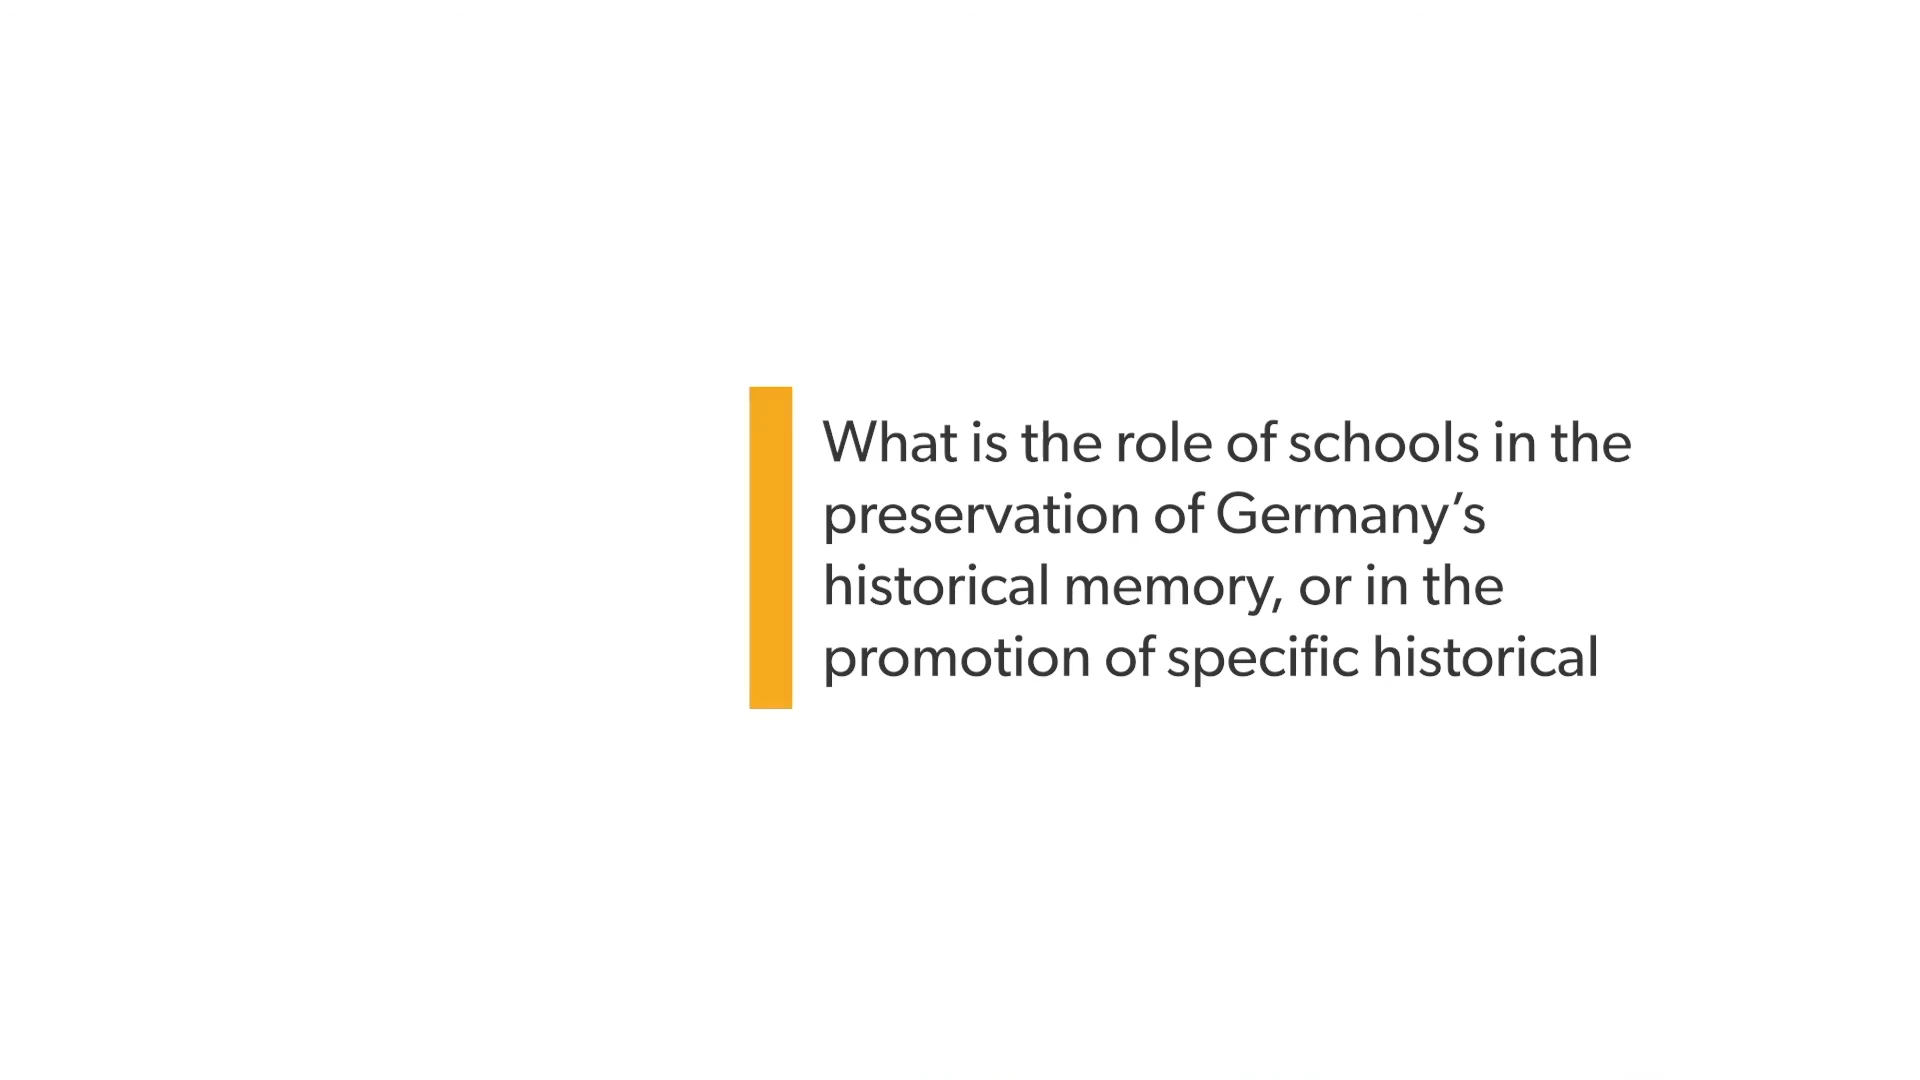 What is the role of schools in the
preservation of Germany’s
historical memory, or in the
promotion of specific historical